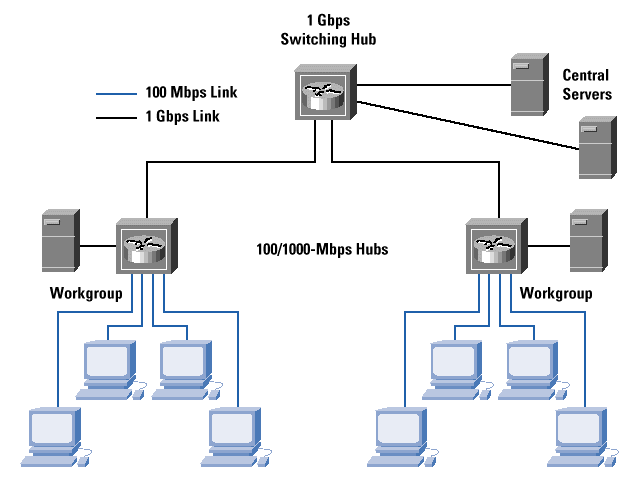 1 Gbps
Switching Hub
Central
Servers
100 Mbps Link
1 Gbps Link
100/1000-Mbps Hubs
Workgroup
Workgroup